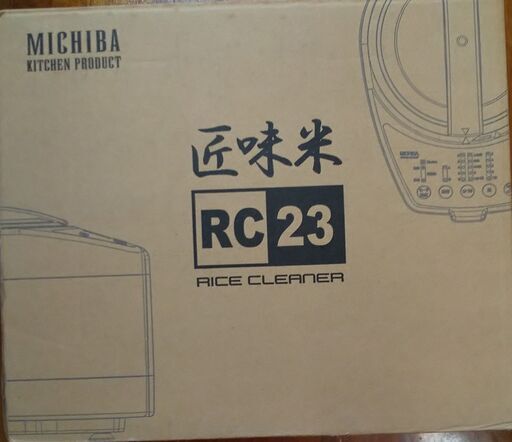 MICHIBA
KITCHEN PRODUCT
匠味米
RC 23
RICE CLEANER